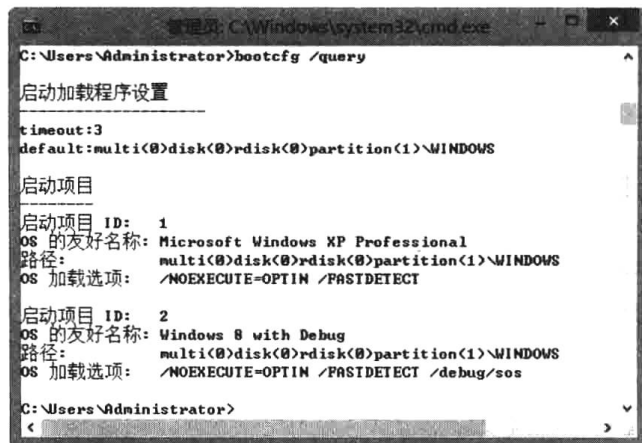 管理员: C:\Windows\system32\cmd.exe
C:\Users\Administrator>bootcfg /query
启动加载程序设置
--------------------
timeout:3
default:multi(0)disk(0)rdisk(0)partition(1)\WINDOWS
启动项目
--------
启动项目 ID:   1
OS 的友好名称: Microsoft Windows XP Professional
路径:          multi(0)disk(0)rdisk(0)partition(1)\WINDOWS
OS 加载选项:   /NOEXECUTE=OPTIN /FASTDETECT
启动项目 ID:   2
OS 的友好名称: Windows 8 with Debug
路径:          multi(0)disk(0)rdisk(0)partition(1)\WINDOWS
OS 加载选项:   /NOEXECUTE=OPTIN /FASTDETECT /debug/sos
C:\Users\Administrator>